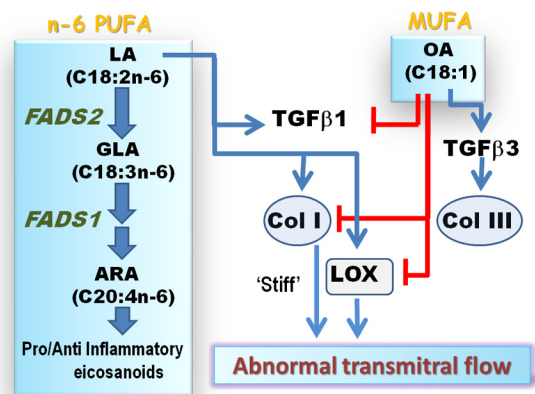 n-6 PUFA
LA
(C18:2n-6)
FADS2
GLA
(C18:3n-6)
FADS1
ARA
(C20:4n-6)
Pro/Anti Inflammatory
eicosanoids
MUFA
OA
(C18:1)
TGFβ1
TGFβ3
Col I
Col III
'Stiff'
LOX
Abnormal transmitral flow